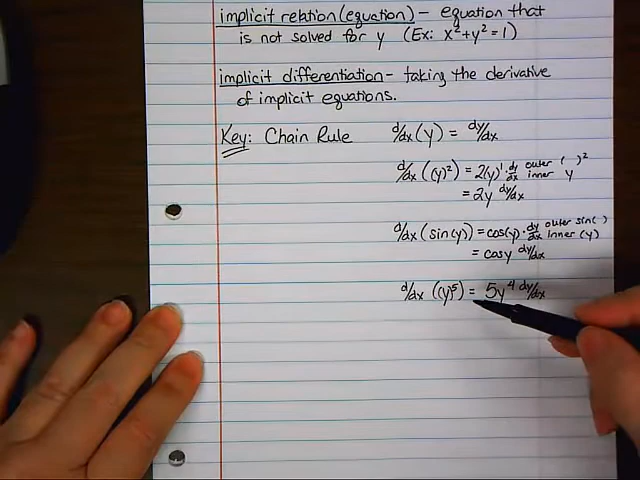 implicit relation (equation) - equation that
is not solved for y (Ex: x²+y²=1)
implicit differentiation - taking the derivative
of implicit equations.
Key: Chain Rule d/dx (y) = dy/dx
d/dx ((y)²) = 2(y)¹·dy/dx outer ( )² inner y
= 2y dy/dx
d/dx (sin(y)) = cos(y)·dy/dx outer sin( ) inner (y)
= cosy dy/dx
d/dx ((y)⁵) = 5y⁴ dy/dx